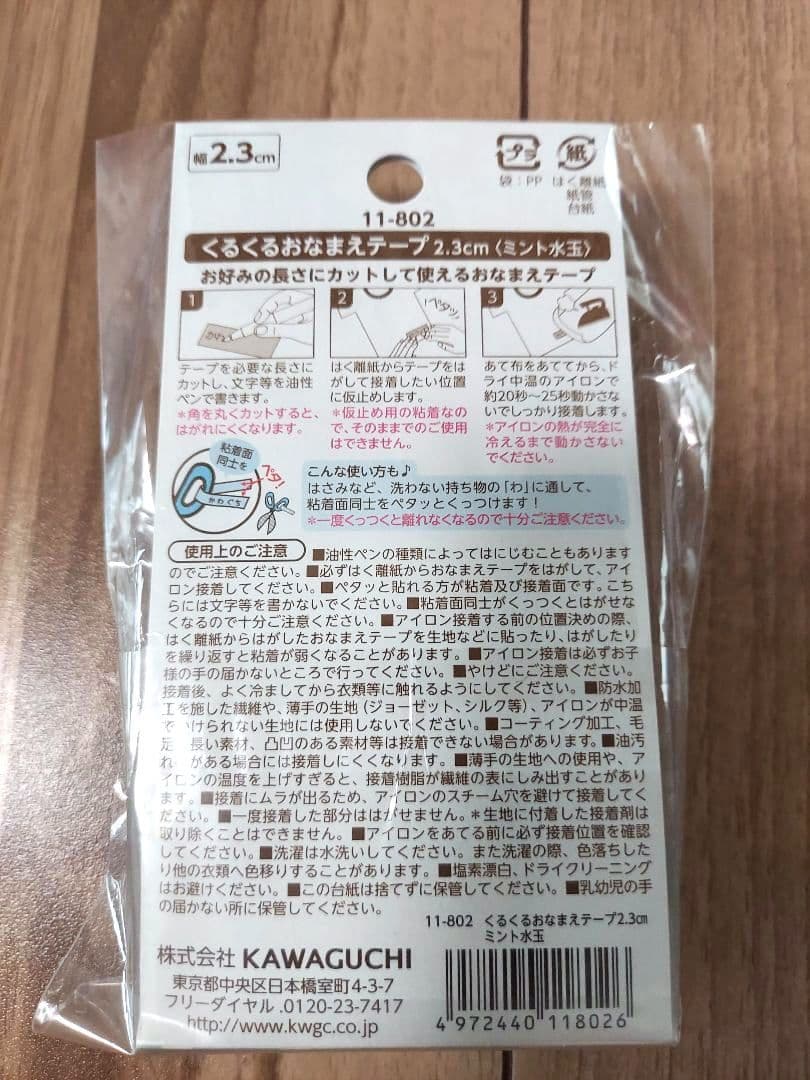 幅2.3cm
プラ 紙
袋:PP はく離紙
紙管
台紙
11-802
くるくるおなまえテープ 2.3cm〈ミント水玉〉
お好みの長さにカットして使えるおなまえテープ
1
テープを必要な長さに
カットし、文字等を油性
ペンで書きます。
*角を丸くカットすると、
はがれにくくなります。
2
ペタッ
はく離紙からテープをは
がして接着したい位置
に仮止めします。
*仮止め用の粘着なの
で、そのままでのご使用
はできません。
3
あて布をあててから、ド
ライ中温のアイロンで
約20秒〜25秒動かさな
いでしっかり接着します。
*アイロンの熱が完全に
冷えるまで動かさない
でください。
粘着面
同士を
ペタ!
かわぐち
こんな使い方も♪
はさみなど、洗わない持ち物の「わ」に通して、
粘着面同士をペタッとくっつけます!
*一度くっつくと離れなくなるので十分ご注意ください。
使用上のご注意 ■油性ペンの種類によってはにじむこともあります
のでご注意ください。■必ずはく離紙からおなまえテープをはがして、アイ
ロン接着してください。■ペタッと貼れる方が粘着及び接着面です。こち
らには文字等を書かないでください。■粘着面同士がくっつくとはがせな
くなるので十分ご注意ください。■アイロン接着する前の位置決めの際、
はく離紙からはがしたおなまえテープを生地などに貼ったり、はがしたり
を繰り返すと粘着が弱くなることがあります。■アイロン接着は必ずお子
様の手の届かないところで行ってください。■やけどにご注意ください。
接着後、よく冷ましてから衣類等に触れるようにしてください。■防水加
工を施した繊維や、薄手の生地(ジョーゼット、シルク等)、アイロンが中温
でかけられない生地には使用しないでください。■コーティング加工、毛
足 長い素材、凸凹のある素材等は接着できない場合があります。■油汚
れ がある場合には接着しにくくなります。■薄手の生地への使用や、ア
イロンの温度を上げすぎると、接着樹脂が繊維の表にしみ出すことがあり
ます。■接着にムラが出るため、アイロンのスチーム穴を避けて接着してく
ださい。■一度接着した部分ははがせません。*生地に付着した接着剤は
取り除くことはできません。■アイロンをあてる前に必ず接着位置を確認
してください。■洗濯は水洗いしてください。また洗濯の際、色落ちした
り他の衣類へ色移りすることがあります。■塩素漂白、ドライクリーニング
はお避けください。■この台紙は捨てずに保管してください。■乳幼児の手
の届かない所に保管してください。
11-802 くるくるおなまえテープ2.3㎝
ミント水玉
株式会社 KAWAGUCHI
東京都中央区日本橋室町4-3-7
フリーダイヤル.0120-23-7417
http://www.kwgc.co.jp
4 972440 118026